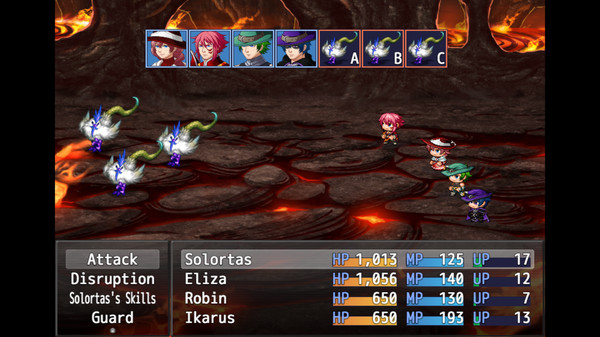 A B C
Attack
Disruption
Solortas's Skills
Guard
Solortas HP 1,013 MP 125 UP 17
Eliza HP 1,056 MP 140 UP 12
Robin HP 650 MP 130 UP 7
Ikarus HP 650 MP 193 UP 13